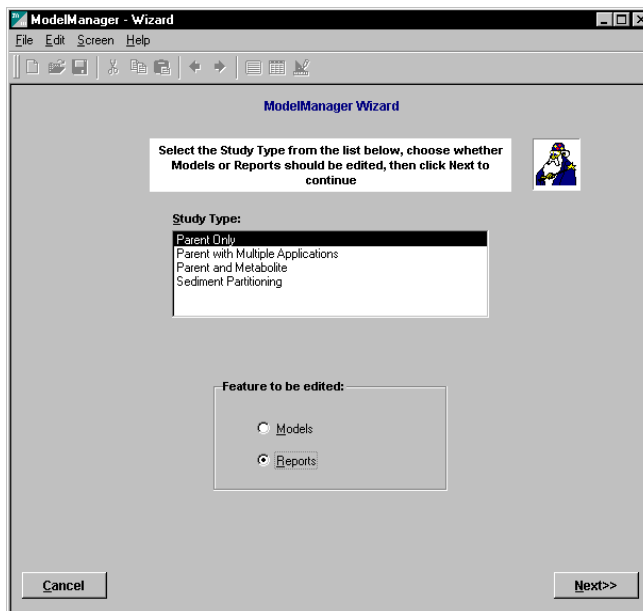 ModelManager - Wizard
File Edit Screen Help
ModelManager Wizard
Select the Study Type from the list below, choose whether
Models or Reports should be edited, then click Next to
continue
Study Type:
Parent Only
Parent with Multiple Applications
Parent and Metabolite
Sediment Partitioning
Feature to be edited:
Models
Reports
Cancel
Next>>